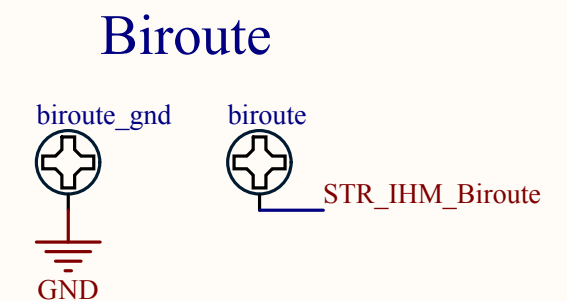 Biroute
biroute_gnd
biroute
STR_IHM_Biroute
GND